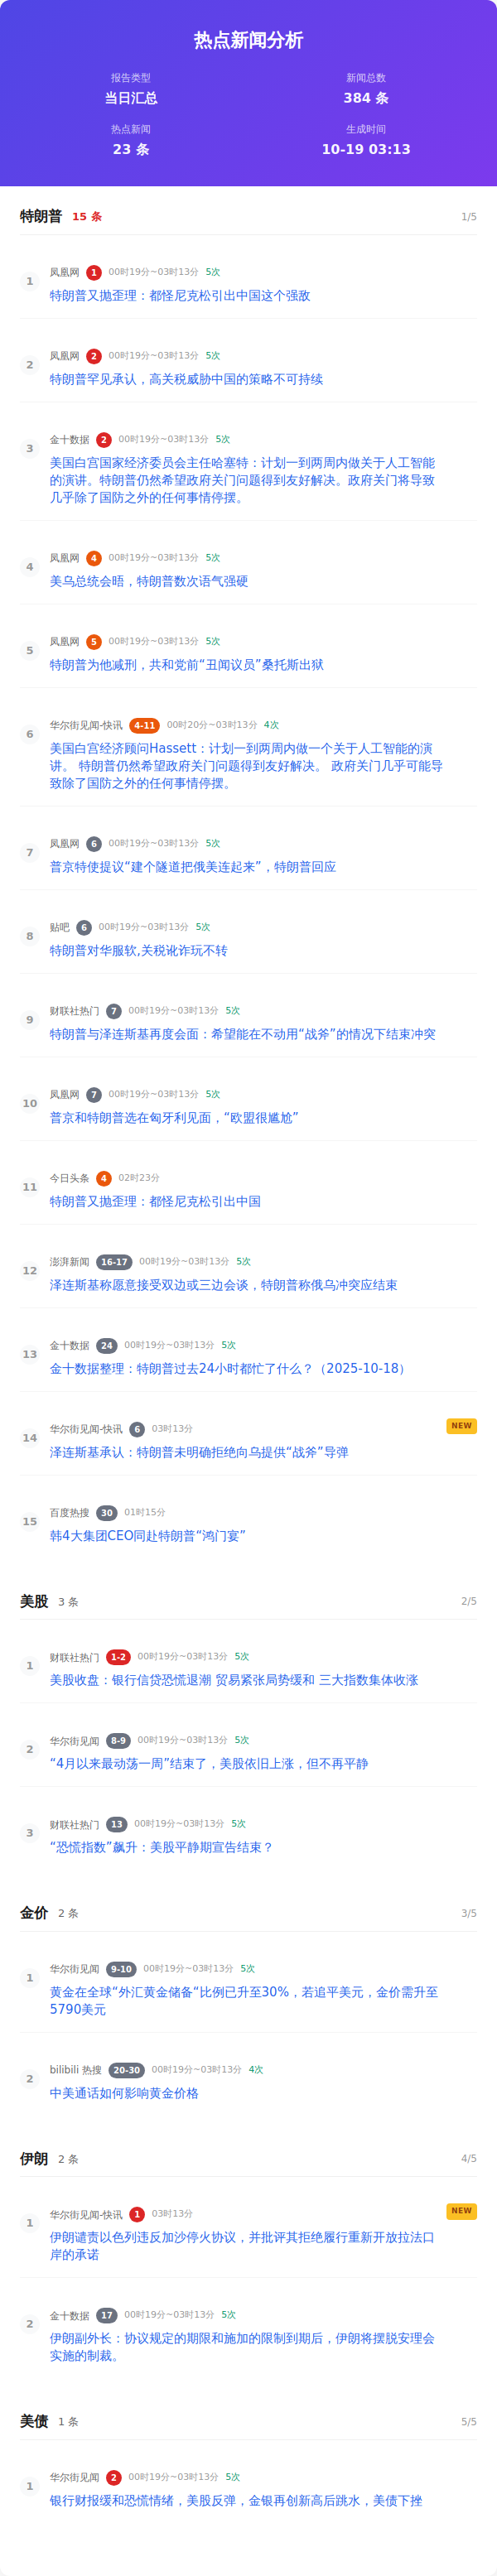 热点新闻分析
报告类型
当日汇总
新闻总数
384 条
热点新闻
23 条
生成时间
10-19 03:13
特朗普 15 条 1/5
1
凤凰网 1 00时19分~03时13分 5次
特朗普又抛歪理：都怪尼克松引出中国这个强敌
2
凤凰网 2 00时19分~03时13分 5次
特朗普罕见承认，高关税威胁中国的策略不可持续
3
金十数据 2 00时19分~03时13分 5次
美国白宫国家经济委员会主任哈塞特：计划一到两周内做关于人工智能
的演讲。特朗普仍然希望政府关门问题得到友好解决。政府关门将导致
几乎除了国防之外的任何事情停摆。
4
凤凰网 4 00时19分~03时13分 5次
美乌总统会晤，特朗普数次语气强硬
5
凤凰网 5 00时19分~03时13分 5次
特朗普为他减刑，共和党前“丑闻议员”桑托斯出狱
6
华尔街见闻-快讯 4-11 00时20分~03时13分 4次
美国白宫经济顾问Hassett：计划一到两周内做一个关于人工智能的演
讲。 特朗普仍然希望政府关门问题得到友好解决。 政府关门几乎可能导
致除了国防之外的任何事情停摆。
7
凤凰网 6 00时19分~03时13分 5次
普京特使提议“建个隧道把俄美连起来”，特朗普回应
8
贴吧 6 00时19分~03时13分 5次
特朗普对华服软,关税讹诈玩不转
9
财联社热门 7 00时19分~03时13分 5次
特朗普与泽连斯基再度会面：希望能在不动用“战斧”的情况下结束冲突
10
凤凰网 7 00时19分~03时13分 5次
普京和特朗普选在匈牙利见面，“欧盟很尴尬”
11
今日头条 4 02时23分
特朗普又抛歪理：都怪尼克松引出中国
12
澎湃新闻 16-17 00时19分~03时13分 5次
泽连斯基称愿意接受双边或三边会谈，特朗普称俄乌冲突应结束
13
金十数据 24 00时19分~03时13分 5次
金十数据整理：特朗普过去24小时都忙了什么？（2025-10-18）
14
华尔街见闻-快讯 6 03时13分 NEW
泽连斯基承认：特朗普未明确拒绝向乌提供“战斧”导弹
15
百度热搜 30 01时15分
韩4大集团CEO同赴特朗普“鸿门宴”
美股 3 条 2/5
1
财联社热门 1-2 00时19分~03时13分 5次
美股收盘：银行信贷恐慌退潮 贸易紧张局势缓和 三大指数集体收涨
2
华尔街见闻 8-9 00时19分~03时13分 5次
“4月以来最动荡一周”结束了，美股依旧上涨，但不再平静
3
财联社热门 13 00时19分~03时13分 5次
“恐慌指数”飙升：美股平静期宣告结束？
金价 2 条 3/5
1
华尔街见闻 9-10 00时19分~03时13分 5次
黄金在全球“外汇黄金储备“比例已升至30%，若追平美元，金价需升至
5790美元
2
bilibili 热搜 20-30 00时19分~03时13分 4次
中美通话如何影响黄金价格
伊朗 2 条 4/5
1
华尔街见闻-快讯 1 03时13分 NEW
伊朗谴责以色列违反加沙停火协议，并批评其拒绝履行重新开放拉法口
岸的承诺
2
金十数据 17 00时19分~03时13分 5次
伊朗副外长：协议规定的期限和施加的限制到期后，伊朗将摆脱安理会
实施的制裁。
美债 1 条 5/5
1
华尔街见闻 2 00时19分~03时13分 5次
银行财报缓和恐慌情绪，美股反弹，金银再创新高后跳水，美债下挫